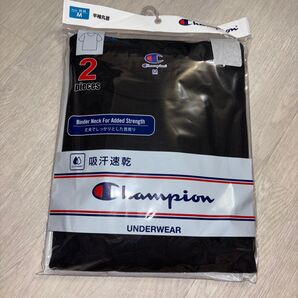 M
半袖丸首
2
pieces
Champion
M
Binder Neck For Added Strength
丈夫でしっかりとした首周り
吸汗速乾
Champion
UNDERWEAR